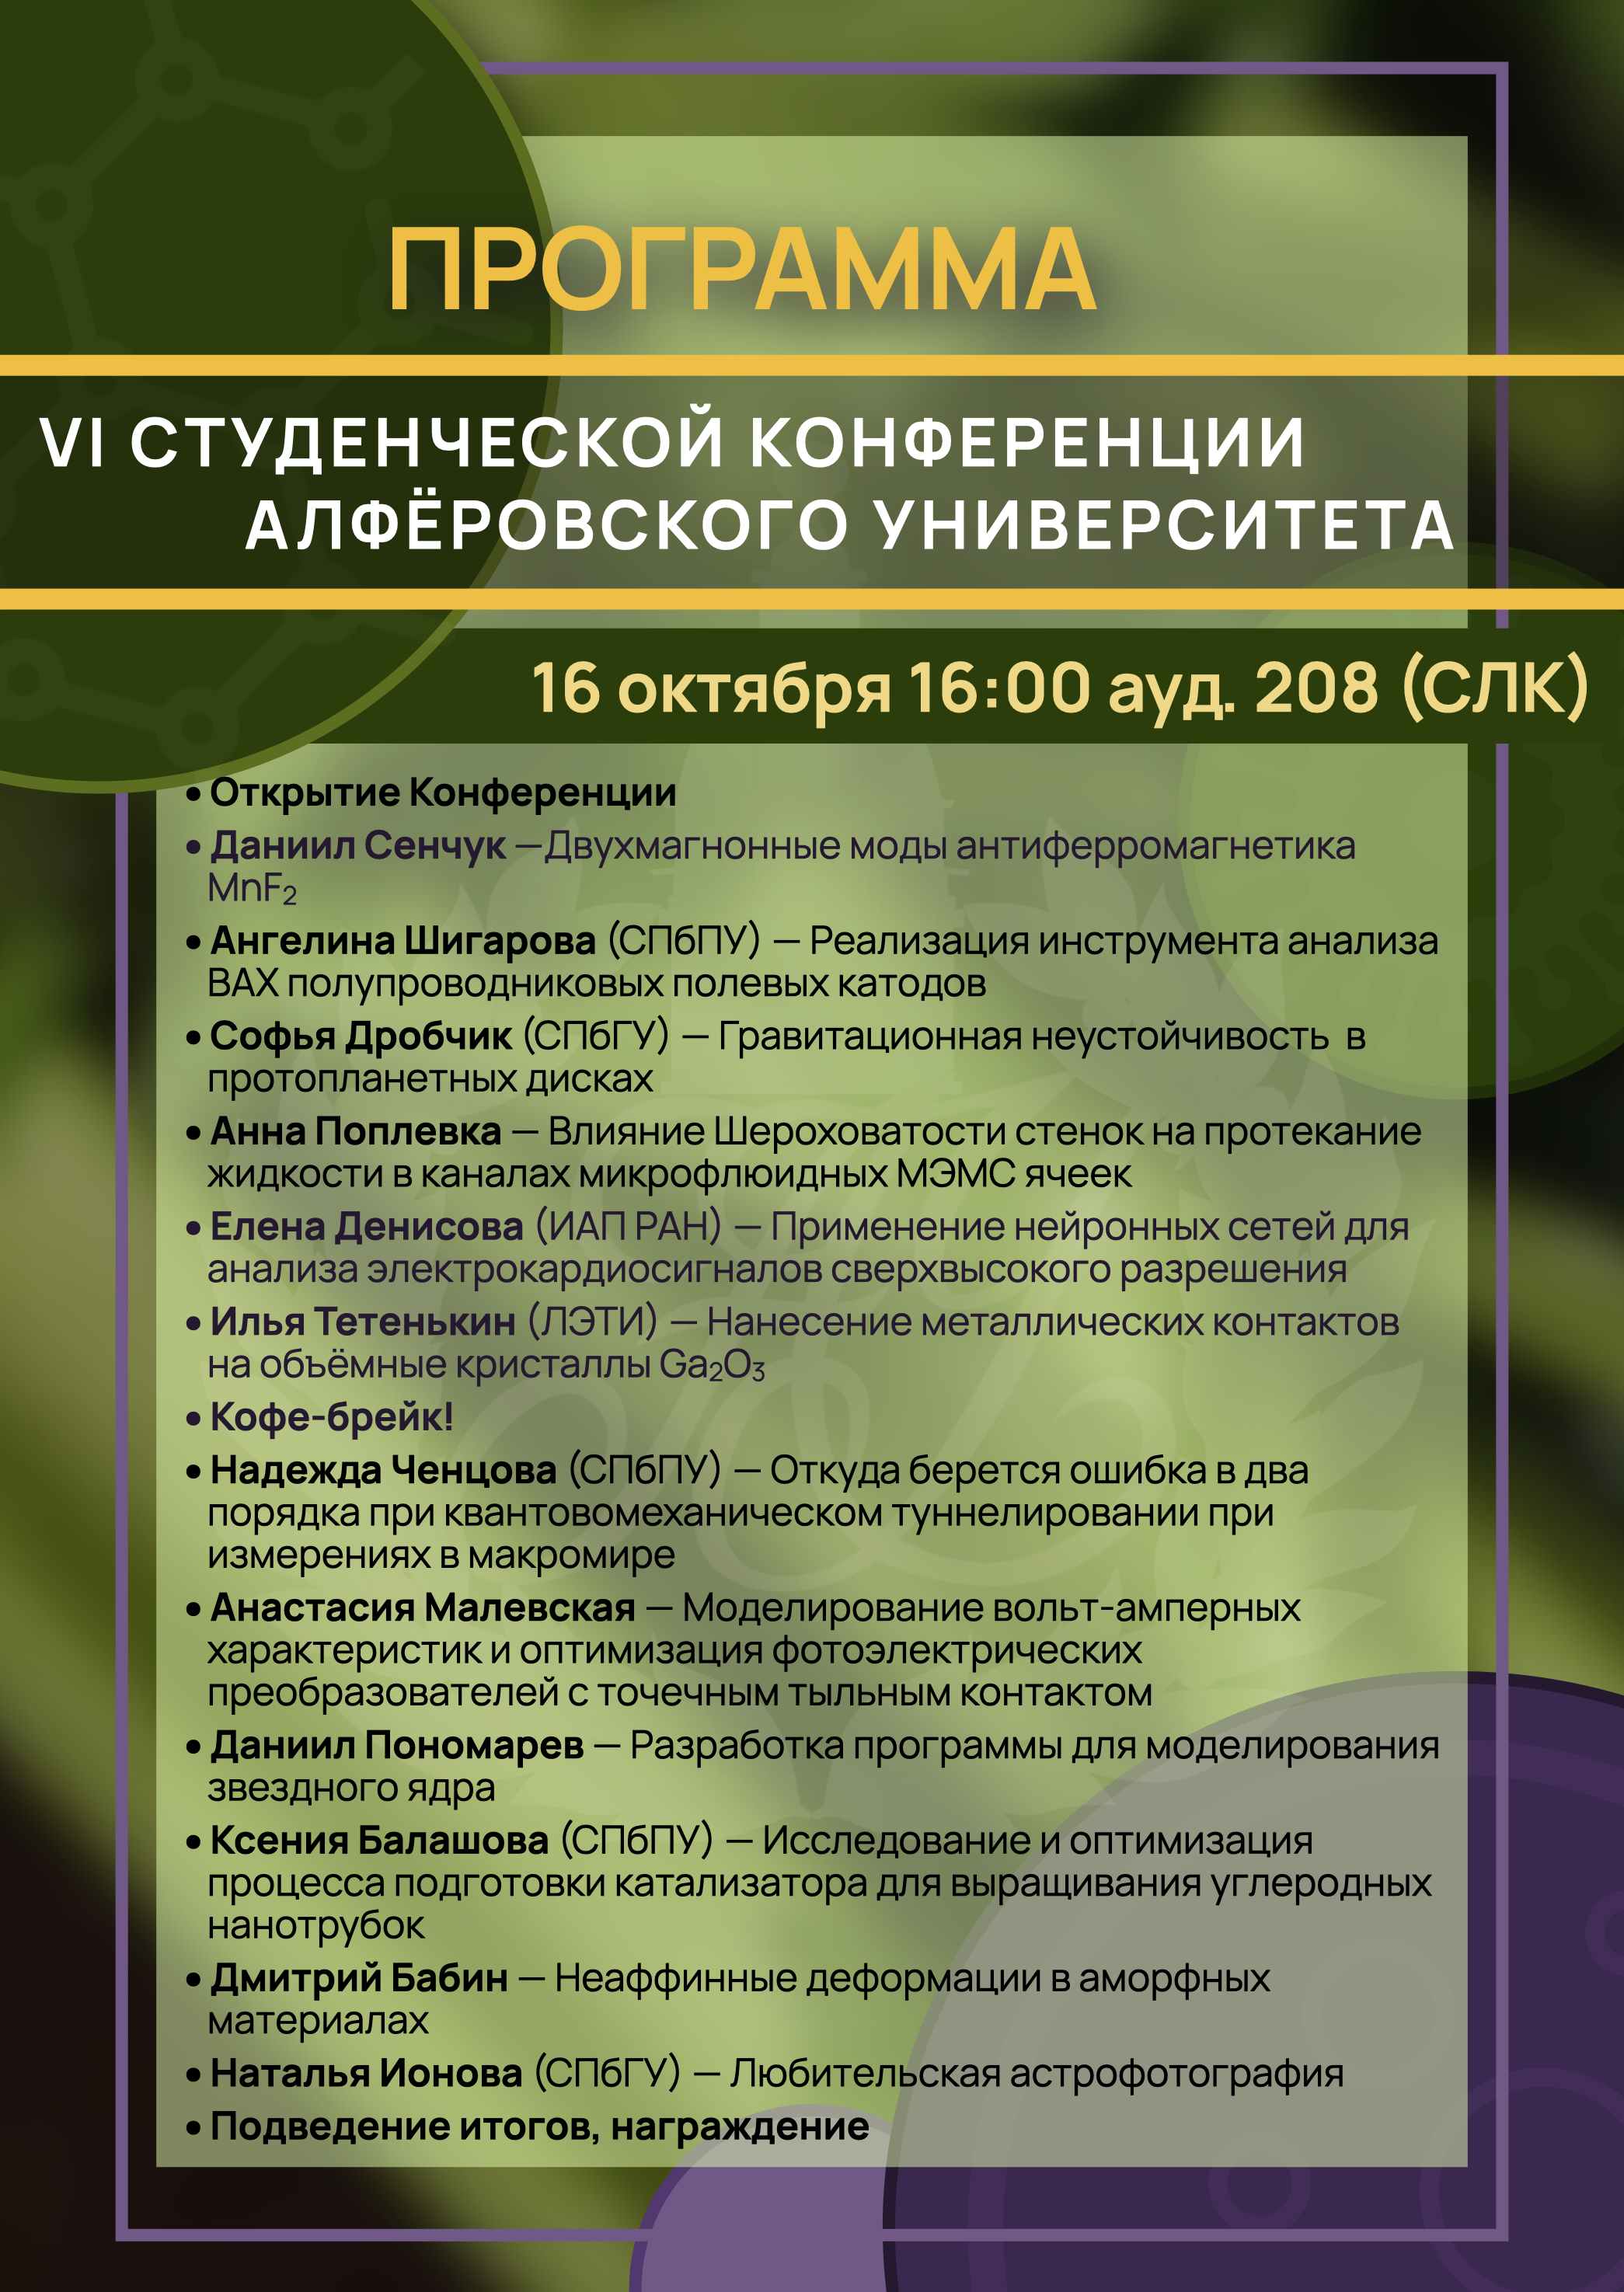 ПРОГРАММА
VI СТУДЕНЧЕСКОЙ КОНФЕРЕНЦИИ
АЛФЁРОВСКОГО УНИВЕРСИТЕТА
16 октября 16:00 ауд. 208 (СЛК)
• Открытие Конференции
• Даниил Сенчук —Двухмагнонные моды антиферромагнетика
MnF₂
• Ангелина Шигарова (СПбПУ) — Реализация инструмента анализа
ВАХ полупроводниковых полевых катодов
• Софья Дробчик (СПбГУ) — Гравитационная неустойчивость в
протопланетных дисках
• Анна Поплевка — Влияние Шероховатости стенок на протекание
жидкости в каналах микрофлюидных МЭМС ячеек
• Елена Денисова (ИАП РАН) — Применение нейронных сетей для
анализа электрокардиосигналов сверхвысокого разрешения
• Илья Тетенькин (ЛЭТИ) — Нанесение металлических контактов
на объёмные кристаллы Ga₂O₃
• Кофе-брейк!
• Надежда Ченцова (СПбПУ) — Откуда берется ошибка в два
порядка при квантовомеханическом туннелировании при
измерениях в макромире
• Анастасия Малевская — Моделирование вольт-амперных
характеристик и оптимизация фотоэлектрических
преобразователей с точечным тыльным контактом
• Даниил Пономарев — Разработка программы для моделирования
звездного ядра
• Ксения Балашова (СПбПУ) — Исследование и оптимизация
процесса подготовки катализатора для выращивания углеродных
нанотрубок
• Дмитрий Бабин — Неаффинные деформации в аморфных
материалах
• Наталья Ионова (СПбГУ) — Любительская астрофотография
• Подведение итогов, награждение